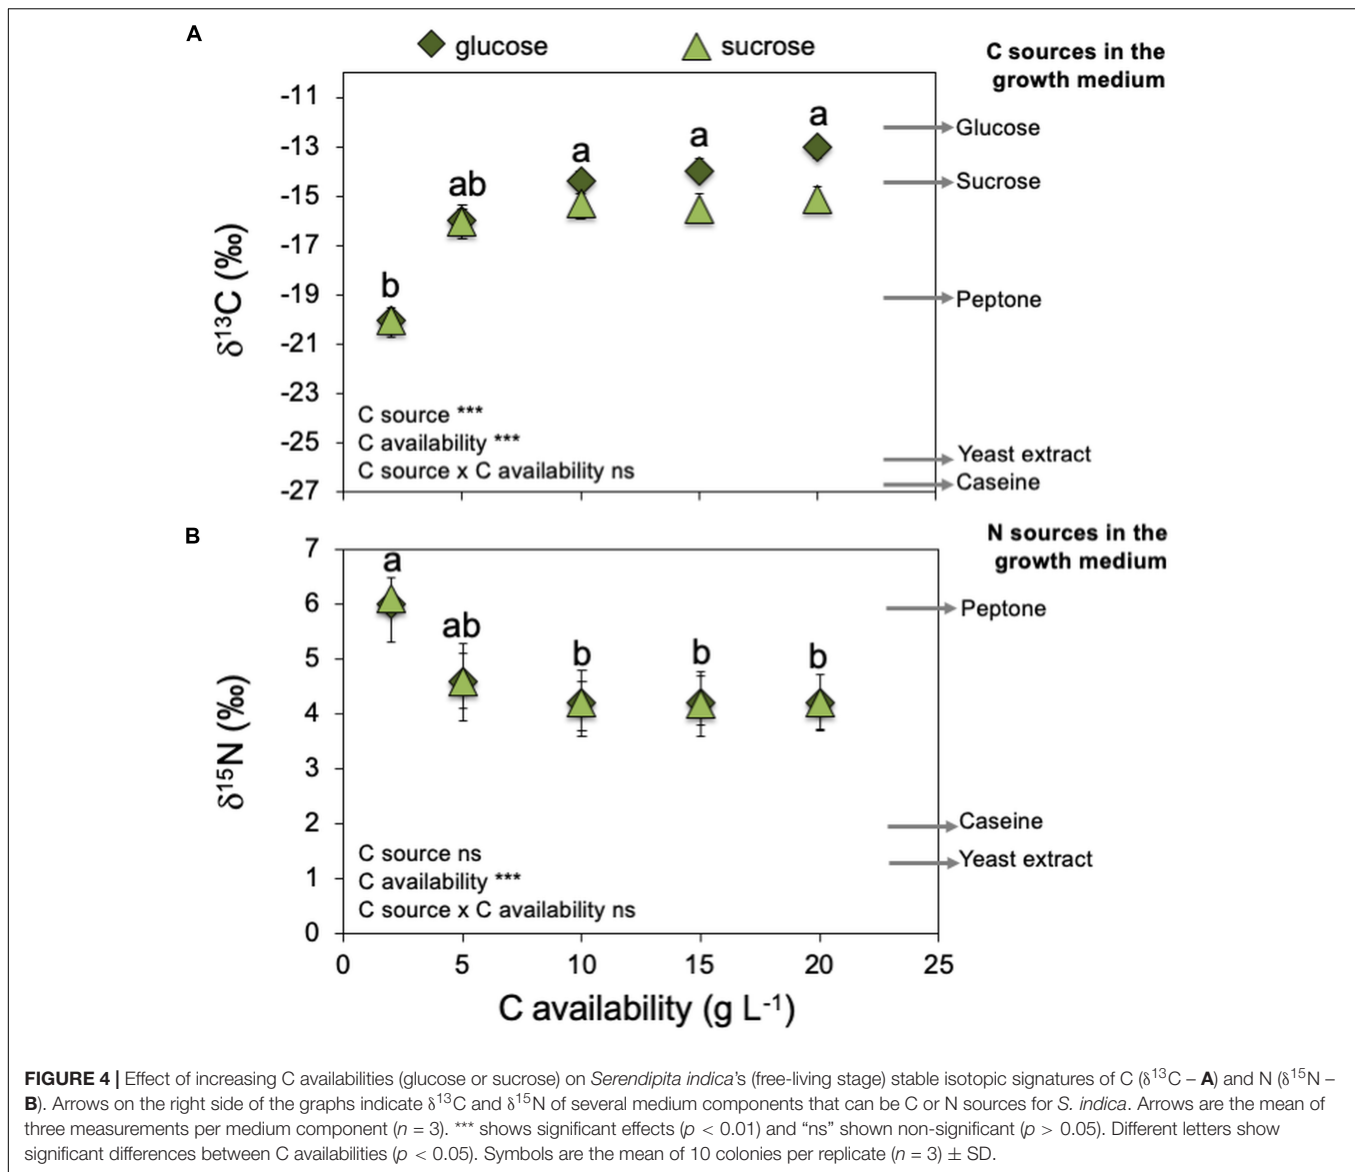 A
glucose
sucrose
C sources in the
growth medium
-11
-13
-15
-17
-19
-21
-23
-25
-27
δ13C (‰)
b
ab
a
a
a
Glucose
Sucrose
Peptone
Yeast extract
Caseine
C source ***
C availability ***
C source x C availability ns
B
N sources in the
growth medium
7
6
5
4
3
2
1
0
δ15N (‰)
a
ab
b
b
b
Peptone
Caseine
Yeast extract
C source ns
C availability ***
C source x C availability ns
0 5 10 15 20 25
C availability (g L-1)
FIGURE 4 | Effect of increasing C availabilities (glucose or sucrose) on Serendipita indica's (free-living stage) stable isotopic signatures of C (δ13C – A) and N (δ15N –
B). Arrows on the right side of the graphs indicate δ13C and δ15N of several medium components that can be C or N sources for S. indica. Arrows are the mean of
three measurements per medium component (n = 3). *** shows significant effects (p < 0.01) and "ns" shown non-significant (p > 0.05). Different letters show
significant differences between C availabilities (p < 0.05). Symbols are the mean of 10 colonies per replicate (n = 3) ± SD.